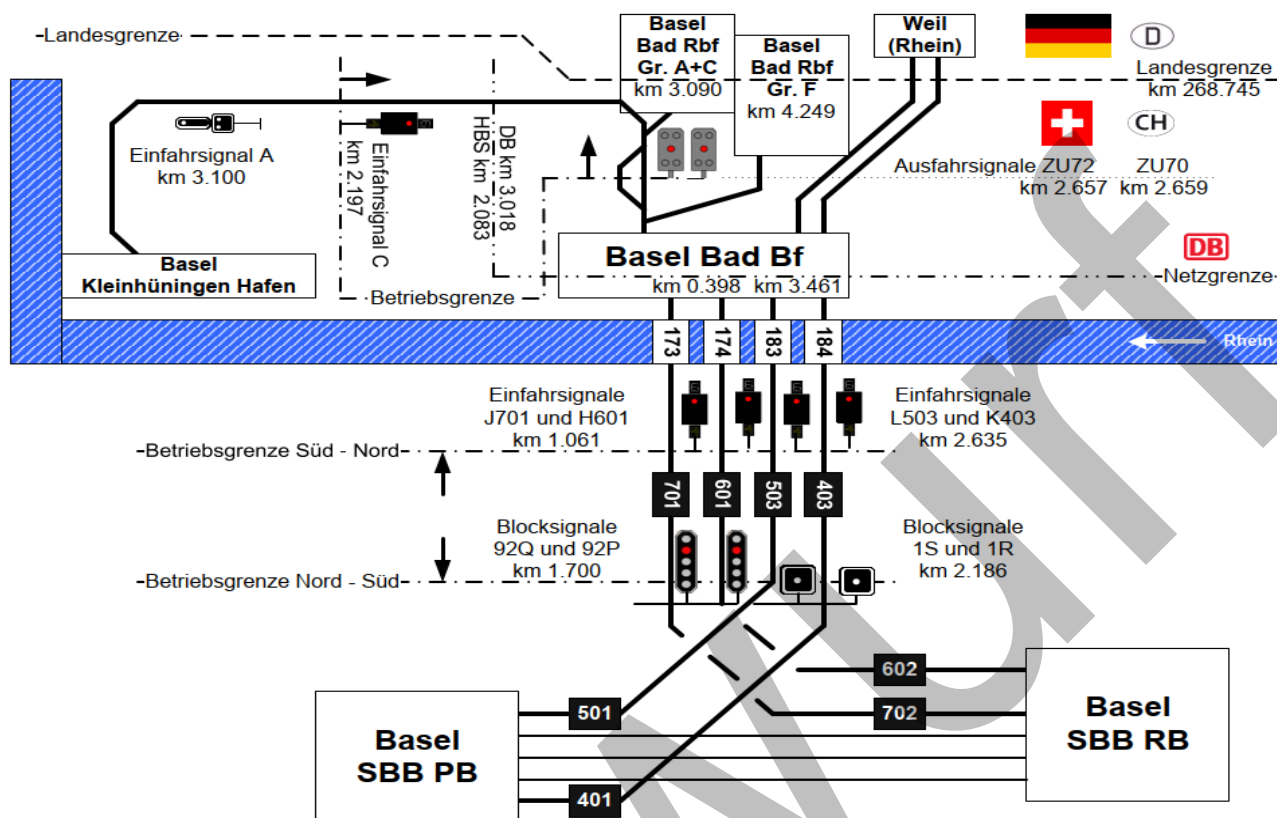 -Landesgrenze
Basel
Bad Rbf
Gr. A+C
km 3.090
Basel
Bad Rbf
Gr. F
km 4.249
Weil
(Rhein)
D
Landesgrenze
km 268.745
CH
Einfahrsignal A
km 3.100
Einfahrsignal C
km 2.197
DB km 3.018
HBS km 2.083
Ausfahrsignale ZU72
km 2.657
ZU70
km 2.659
DB
Netzgrenze
Basel
Kleinhüningen Hafen
-Betriebsgrenze
Basel Bad Bf
km 0.398 km 3.461
173
174
183
184
Rhein
Einfahrsignale
J701 und H601
km 1.061
Einfahrsignale
L503 und K403
km 2.635
-Betriebsgrenze Süd - Nord-
701
601
503
403
Blocksignale
92Q und 92P
km 1.700
Blocksignale
1S und 1R
km 2.186
-Betriebsgrenze Nord - Süd-
602
702
501
401
Basel
SBB PB
Basel
SBB RB